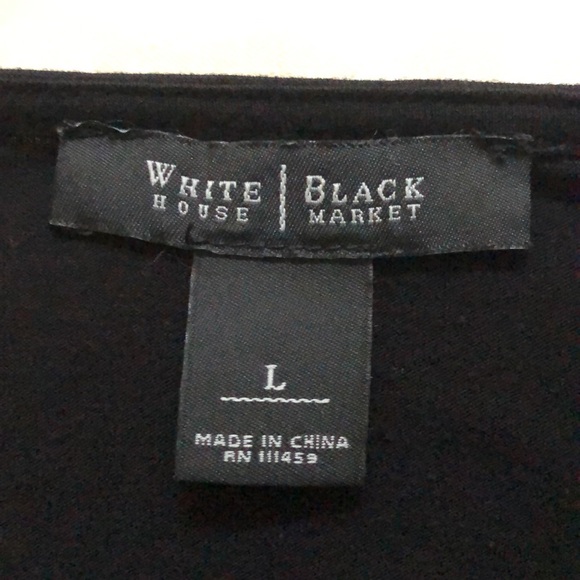 WHITE | BLACK
HOUSE | MARKET
L
MADE IN CHINA
RN 111459